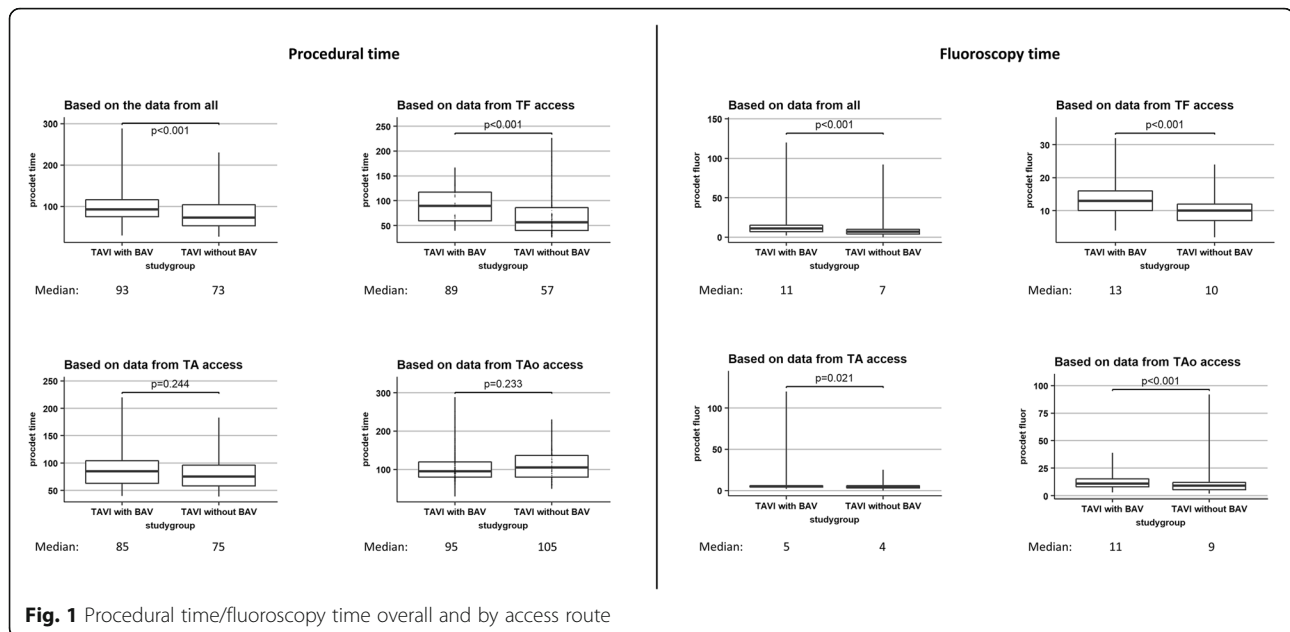 Procedural time
Based on the data from all
p<0.001
300
200
100
procdet time
TAVI with BAV TAVI without BAV
studygroup
Median: 93 73
Based on data from TF access
p<0.001
250
200
150
100
50
procdet time
TAVI with BAV TAVI without BAV
studygroup
Median: 89 57
Based on data from TA access
p=0.244
250
200
150
100
50
procdet time
TAVI with BAV TAVI without BAV
studygroup
Median: 85 75
Based on data from TAo access
p=0.233
300
200
100
procdet time
TAVI with BAV TAVI without BAV
studygroup
Median: 95 105
Fluoroscopy time
Based on data from all
p<0.001
150
100
50
0
procdet fluor
TAVI with BAV TAVI without BAV
studygroup
Median: 11 7
Based on data from TF access
p<0.001
30
20
10
procdet fluor
TAVI with BAV TAVI without BAV
studygroup
Median: 13 10
Based on data from TA access
p=0.021
100
50
0
procdet fluor
TAVI with BAV TAVI without BAV
studygroup
Median: 5 4
Based on data from TAo access
p<0.001
100
75
50
25
0
procdet fluor
TAVI with BAV TAVI without BAV
studygroup
Median: 11 9
Fig. 1 Procedural time/fluoroscopy time overall and by access route